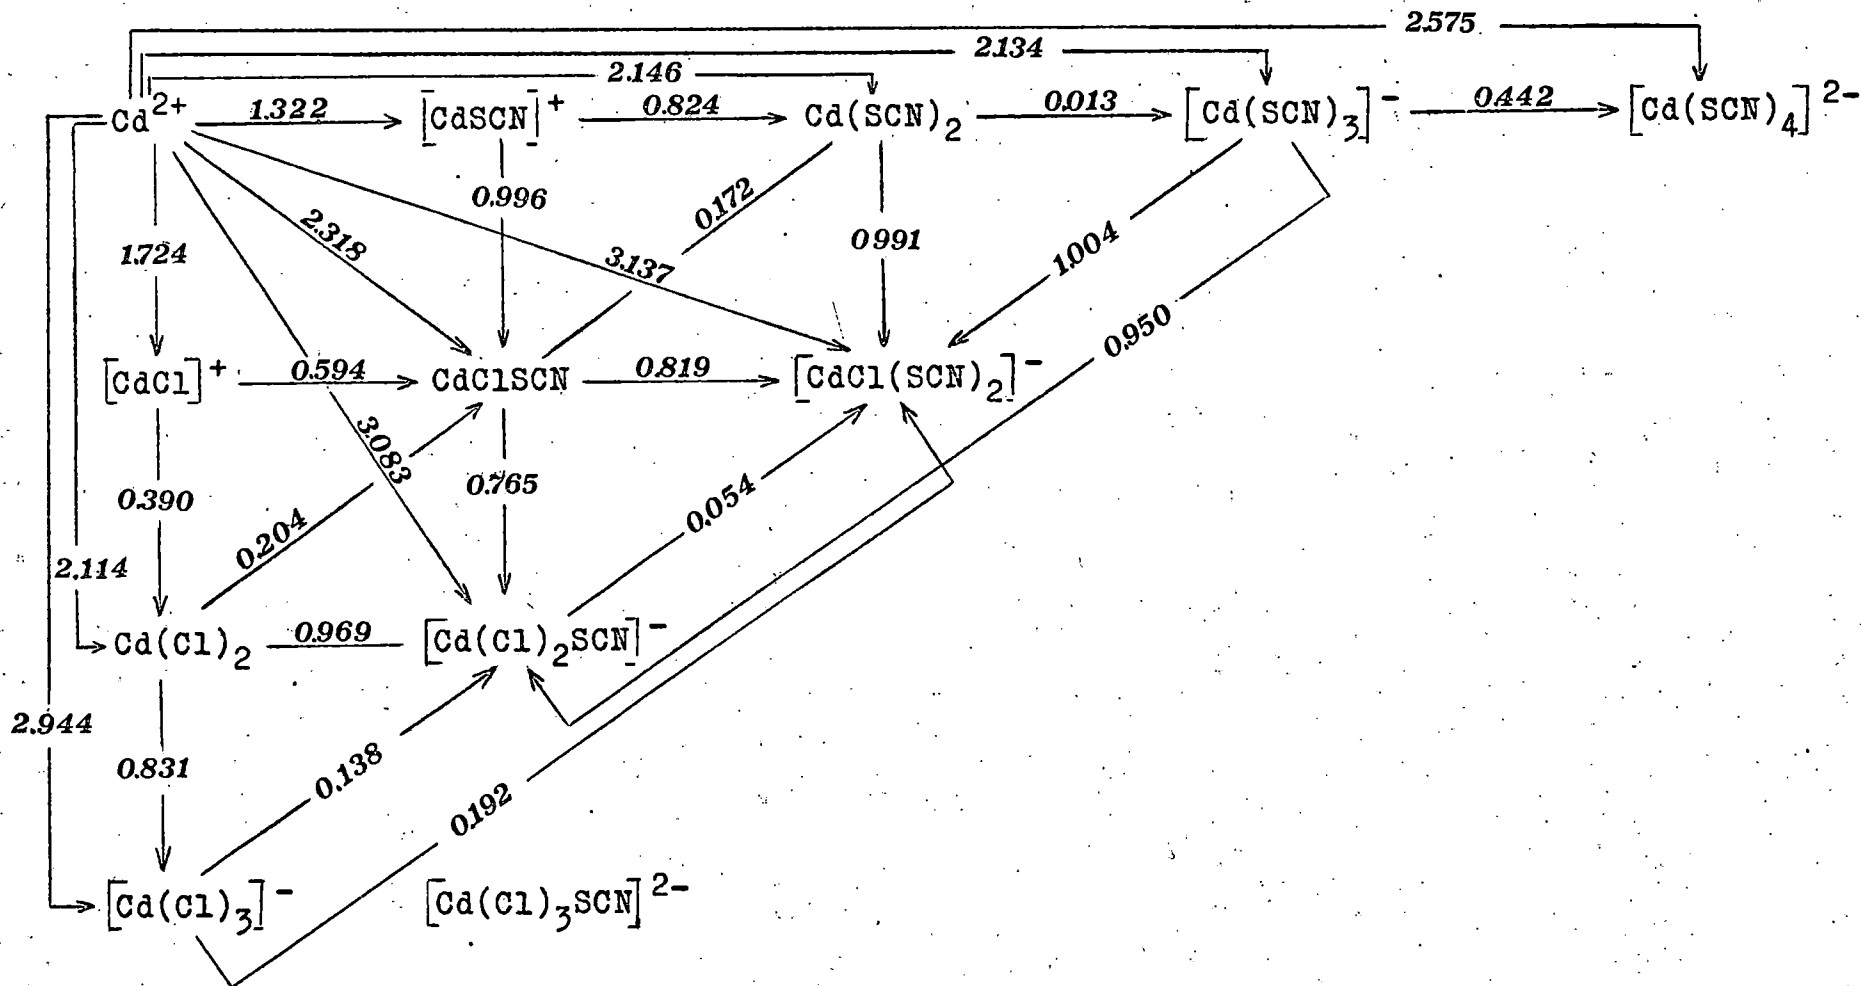 2.575
2.134
2.146
Cd2+ 1.322 [CdSCN]+ 0.824 Cd(SCN)2 0.013 [Cd(SCN)3]- 0.442 [Cd(SCN)4]2-
0.996 0.172
2.318 1.724 3.137 0.991 1.004
0.950
[CdCl]+ 0.594 CdClSCN 0.819 [CdCl(SCN)2]-
3.083
0.390 0.765 0.054
0.204
2.114
Cd(Cl)2 0.969 [Cd(Cl)2SCN]-
2.944
0.831 0.138
0.192
[Cd(Cl)3]- [Cd(Cl)3SCN]2-